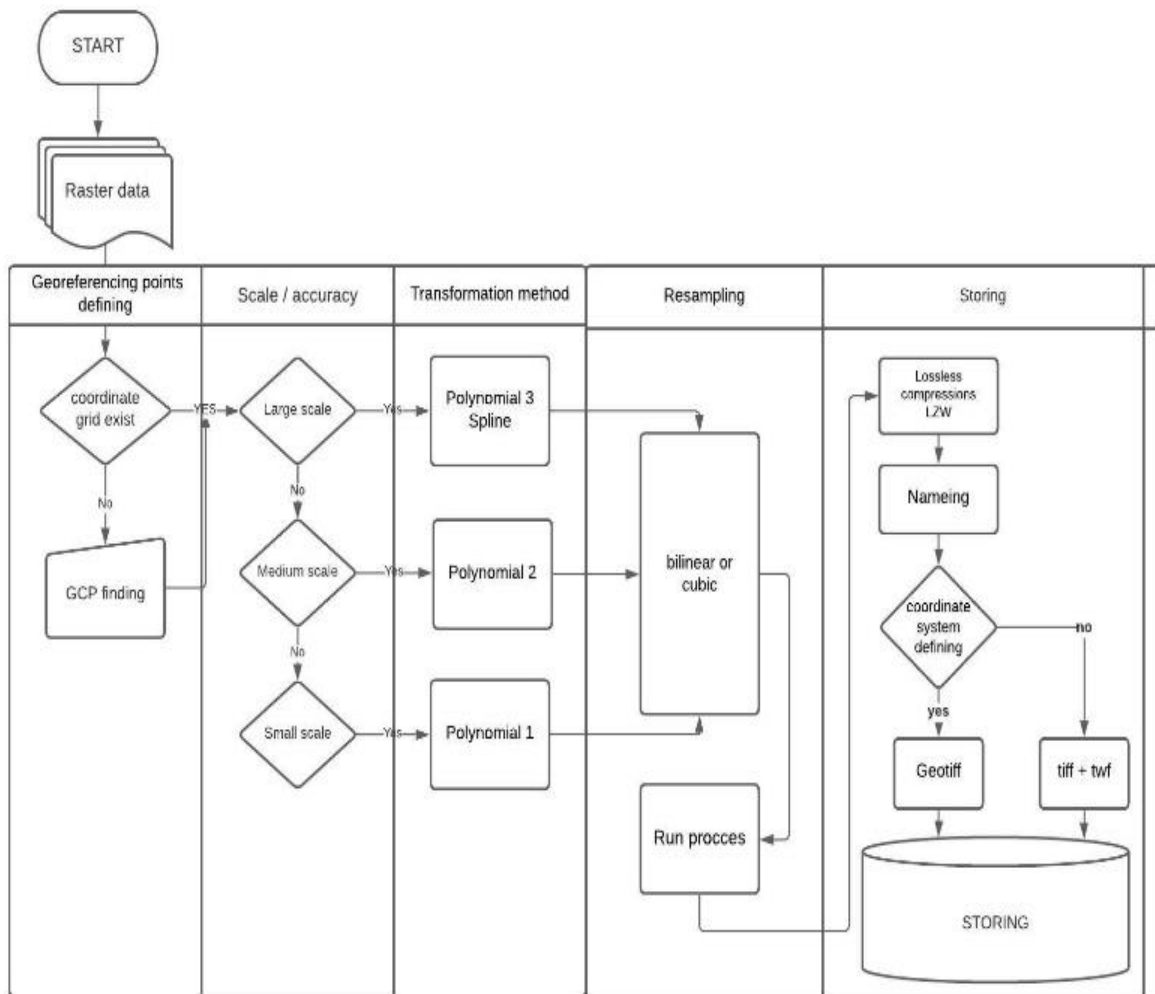 START
Raster data
Georeferencing points
defining
Scale / accuracy
Transformation method
Resampling
Storing
coordinate
grid exist
YES
Large scale
Yes
Polynomial 3
Spline
Lossless
compressions
LZW
No
No
Nameing
GCP finding
Medium scale
Yes
Polynomial 2
bilinear or
cubic
coordinate
system
defining
no
No
yes
Small scale
Yes
Polynomial 1
Geotiff
tiff + twf
Run procces
STORING